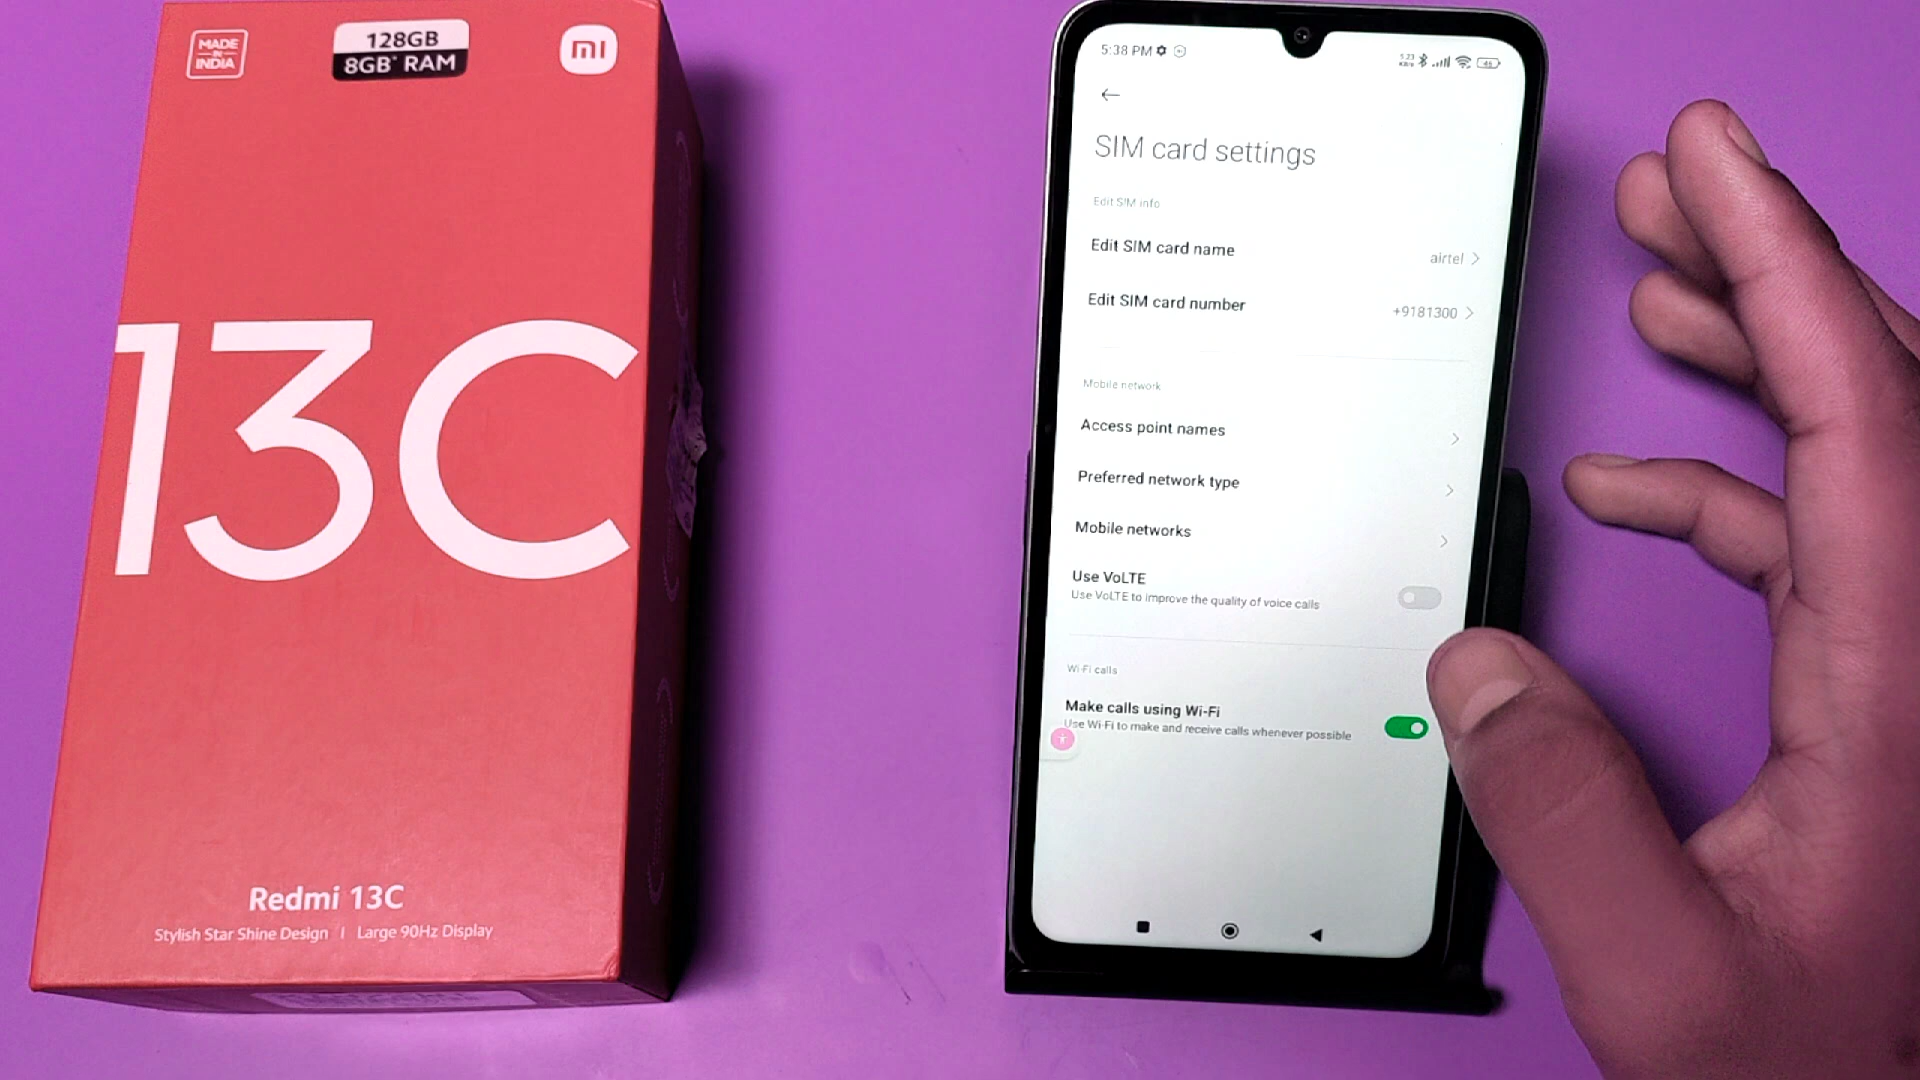 MADE
IN
INDIA
128GB
8GB* RAM
mi
13C
Redmi 13C
Stylish Star Shine Design | Large 90Hz Display
5:38 PM
46
SIM card settings
Edit SIM info
Edit SIM card name
airtel
Edit SIM card number
+9181300
Mobile network
Access point names
Preferred network type
Mobile networks
Use VoLTE
Use VoLTE to improve the quality of voice calls
Wi-Fi calls
Make calls using Wi-Fi
Use Wi-Fi to make and receive calls whenever possible